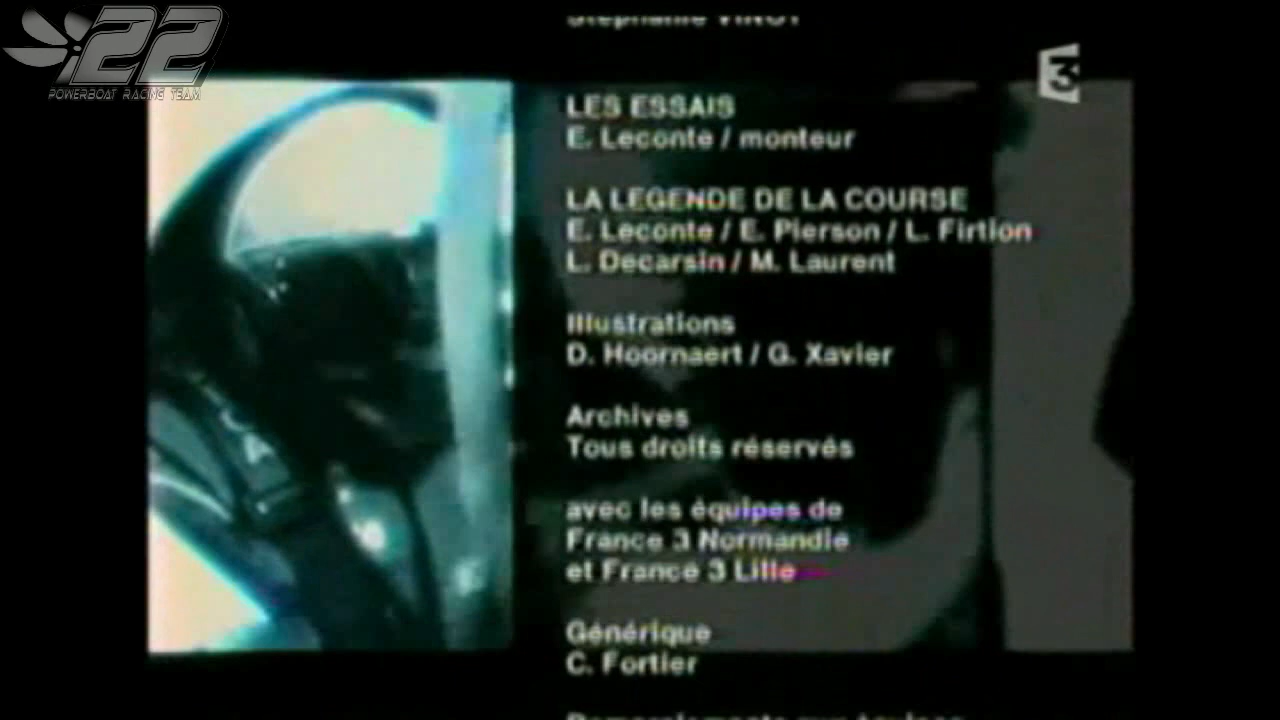 Stéphanie VINOT
22
POWERBOAT RACING TEAM
3
LES ESSAIS
E. Leconte / monteur
LA LEGENDE DE LA COURSE
E. Leconte / E. Pierson / L. Firtion
L. Decarsin / M. Laurent
Illustrations
D. Hoornaert / G. Xavier
Archives
Tous droits réservés
avec les équipes de
France 3 Normandie
et France 3 Lille
Générique
C. Fortier